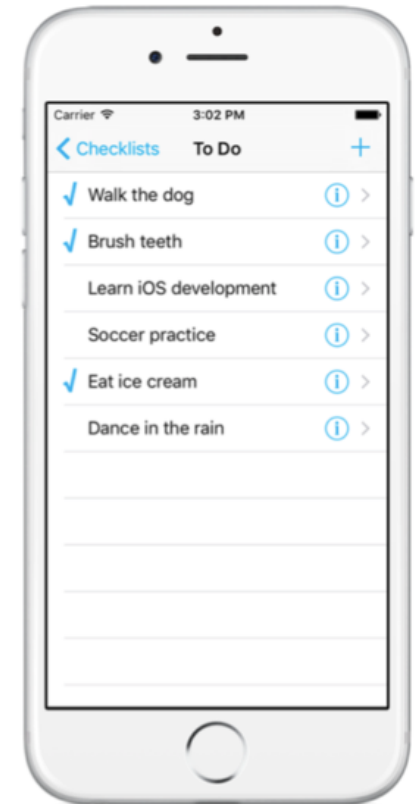 Carrier 3:02 PM
Checklists To Do +
Walk the dog
Brush teeth
Learn iOS development
Soccer practice
Eat ice cream
Dance in the rain